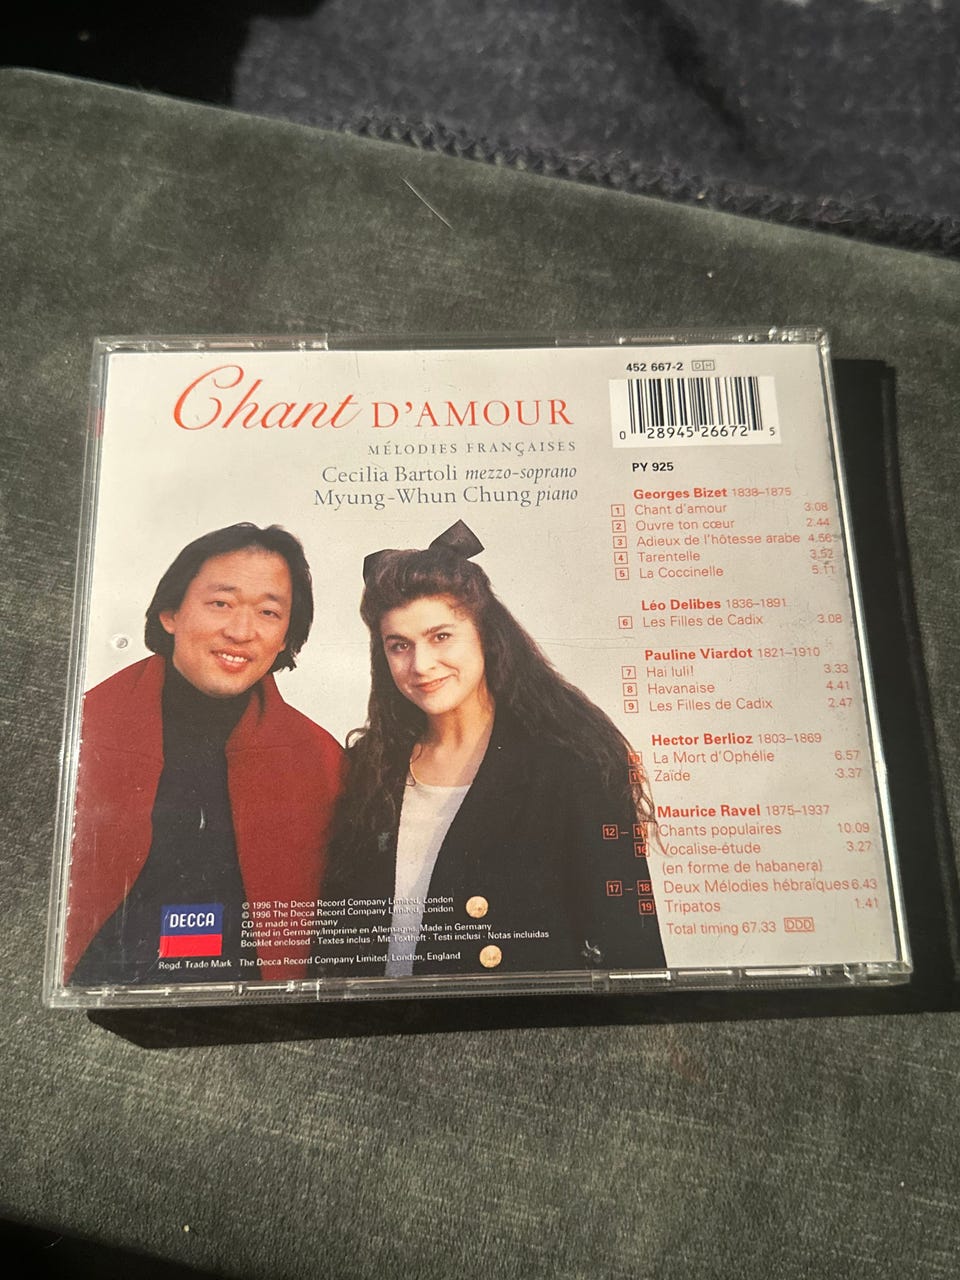 Chant D'AMOUR
MÉLODIES FRANÇAISES
Cecilia Bartoli mezzo-soprano
Myung-Whun Chung piano
452 667-2 DH
0 28945 26672 5
PY 925
Georges Bizet 1838–1875
1 Chant d'amour 3.08
2 Ouvre ton cœur 2.44
3 Adieux de l'hôtesse arabe 4.56
4 Tarentelle 3.52
5 La Coccinelle 5.11
Léo Delibes 1836–1891
6 Les Filles de Cadix 3.08
Pauline Viardot 1821–1910
7 Hai luli! 3.33
8 Havanaise 4.41
9 Les Filles de Cadix 2.47
Hector Berlioz 1803–1869
La Mort d'Ophélie 6.57
Zaïde 3.37
Maurice Ravel 1875–1937
12 – Chants populaires 10.09
16 Vocalise-étude 3.27
(en forme de habanera)
17 – 18 Deux Mélodies hébraïques 6.43
19 Tripatos 1.41
Total timing 67.33 DDD
DECCA
Regd. Trade Mark
℗ 1996 The Decca Record Company Limited, London
© 1996 The Decca Record Company Limited, London
CD is made in Germany
Printed in Germany/Imprimé en Allemagne, Made in Germany
Booklet enclosed · Textes inclus · Mit Textheft · Testi inclusi · Notas incluidas
The Decca Record Company Limited, London, England